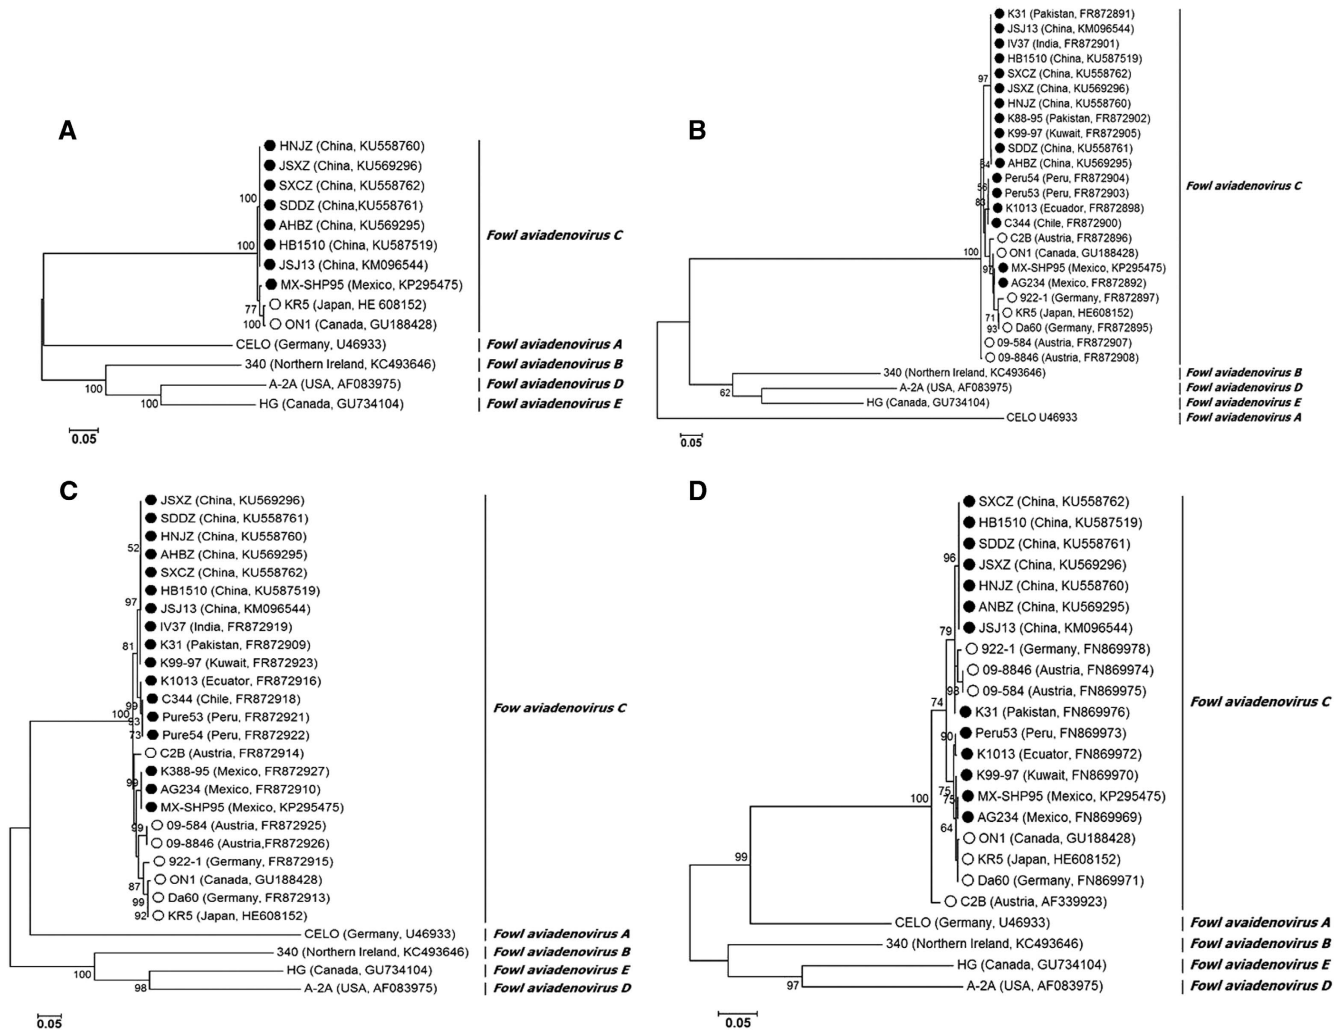 A
HNJZ (China, KU558760)
JSXZ (China, KU569296)
SXCZ (China, KU558762)
100
SDDZ (China,KU558761)
AHBZ (China, KU569295)
Fowl aviadenovirus C
100
HB1510 (China, KU587519)
JSJ13 (China, KM096544)
MX-SHP95 (Mexico, KP295475)
77
KR5 (Japan, HE 608152)
100
ON1 (Canada, GU188428)
CELO (Germany, U46933)
Fowl aviadenovirus A
340 (Northern Ireland, KC493646)
Fowl aviadenovirus B
100
A-2A (USA, AF083975)
Fowl aviadenovirus D
100
HG (Canada, GU734104)
Fowl aviadenovirus E
0.05
B
K31 (Pakistan, FR872891)
JSJ13 (China, KM096544)
IV37 (India, FR872901)
HB1510 (China, KU587519)
SXCZ (China, KU558762)
97
JSXZ (China, KU569296)
HNJZ (China, KU558760)
K88-95 (Pakistan, FR872902)
K99-97 (Kuwait, FR872905)
SDDZ (China, KU558761)
54
AHBZ (China, KU569295)
Peru54 (Peru, FR872904)
Fowl aviadenovirus C
56
Peru53 (Peru, FR872903)
83
K1013 (Ecuador, FR872898)
C344 (Chile, FR872900)
C2B (Austria, FR872896)
100
ON1 (Canada, GU188428)
97
MX-SHP95 (Mexico, KP295475)
AG234 (Mexico, FR872892)
922-1 (Germany, FR872897)
71
KR5 (Japan, HE608152)
93
Da60 (Germany, FR872895)
09-584 (Austria, FR872907)
09-8846 (Austria, FR872908)
340 (Northern Ireland, KC493646)
Fowl aviadenovirus B
62
A-2A (USA, AF083975)
Fowl aviadenovirus D
HG (Canada, GU734104)
Fowl aviadenovirus E
CELO U46933
Fowl aviadenovirus A
0.05
C
JSXZ (China, KU569296)
SDDZ (China, KU558761)
HNJZ (China, KU558760)
52
AHBZ (China, KU569295)
SXCZ (China, KU558762)
HB1510 (China, KU587519)
97
JSJ13 (China, KM096544)
IV37 (India, FR872919)
81
K31 (Pakistan, FR872909)
K99-97 (Kuwait, FR872923)
K1013 (Ecuador, FR872916)
C344 (Chile, FR872918)
99
Fow aviadenovirus C
100
Pure53 (Peru, FR872921)
93
73
Pure54 (Peru, FR872922)
C2B (Austria, FR872914)
K388-95 (Mexico, FR872927)
99
AG234 (Mexico, FR872910)
MX-SHP95 (Mexico, KP295475)
99
09-584 (Austria, FR872925)
09-8846 (Austria,FR872926)
922-1 (Germany, FR872915)
87
ON1 (Canada, GU188428)
99
Da60 (Germany, FR872913)
92
KR5 (Japan, HE608152)
CELO (Germany, U46933)
Fowl aviadenovirus A
340 (Northern Ireland, KC493646)
Fowl aviadenovirus B
100
HG (Canada, GU734104)
Fowl aviadenovirus E
98
A-2A (USA, AF083975)
Fowl aviadenovirus D
0.05
D
SXCZ (China, KU558762)
HB1510 (China, KU587519)
SDDZ (China, KU558761)
96
JSXZ (China, KU569296)
HNJZ (China, KU558760)
ANBZ (China, KU569295)
79
JSJ13 (China, KM096544)
922-1 (Germany, FN869978)
09-8846 (Austria, FN869974)
98
09-584 (Austria, FN869975)
74
Fowl aviadenovirus C
K31 (Pakistan, FN869976)
90
Peru53 (Peru, FN869973)
K1013 (Ecuador, FN869972)
K99-97 (Kuwait, FN869970)
75
75
100
MX-SHP95 (Mexico, KP295475)
AG234 (Mexico, FN869969)
64
ON1 (Canada, GU188428)
99
KR5 (Japan, HE608152)
Da60 (Germany, FN869971)
C2B (Austria, AF339923)
CELO (Germany, U46933)
Fowl aviadenovirus A
340 (Northern Ireland, KC493646)
Fowl aviadenovirus B
HG (Canada, GU734104)
Fowl aviadenovirus E
97
A-2A (USA, AF083975)
Fowl aviadenovirus D
0.05